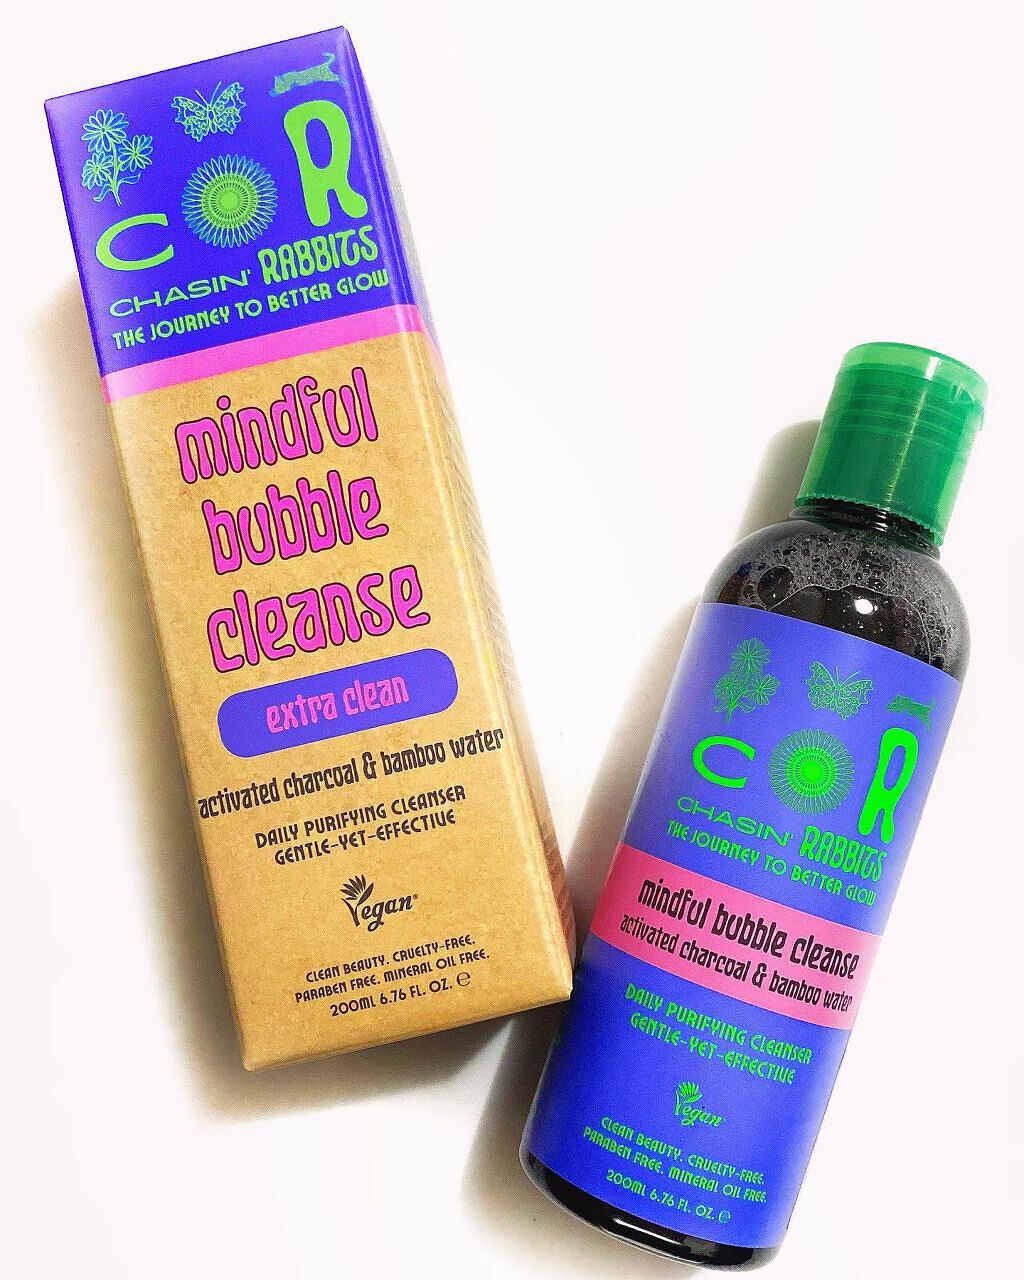 C R
CHASIN' RABBITS
THE JOURNEY TO BETTER GLOW
mindful
bubble
cleanse
extra clean
activated charcoal & bamboo water
DAILY PURIFYING CLEANSER
GENTLE-YET-EFFECTIVE
Vegan®
CLEAN BEAUTY. CRUELTY-FREE.
PARABEN FREE. MINERAL OIL FREE.
200ML 6.76 FL. OZ. ℮
C R
CHASIN' RABBITS
THE JOURNEY TO BETTER GLOW
mindful bubble cleanse
activated charcoal & bamboo water
DAILY PURIFYING CLEANSER
GENTLE-YET-EFFECTIVE
Vegan
CLEAN BEAUTY. CRUELTY-FREE.
PARABEN FREE. MINERAL OIL FREE.
200ML 6.76 FL. OZ. ℮